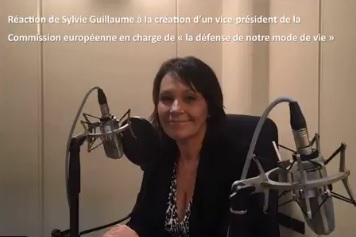 Réaction de Sylvie Guillaume à la création d'un vice-président de la
Commission européenne en charge de « la défense de notre mode de vie »